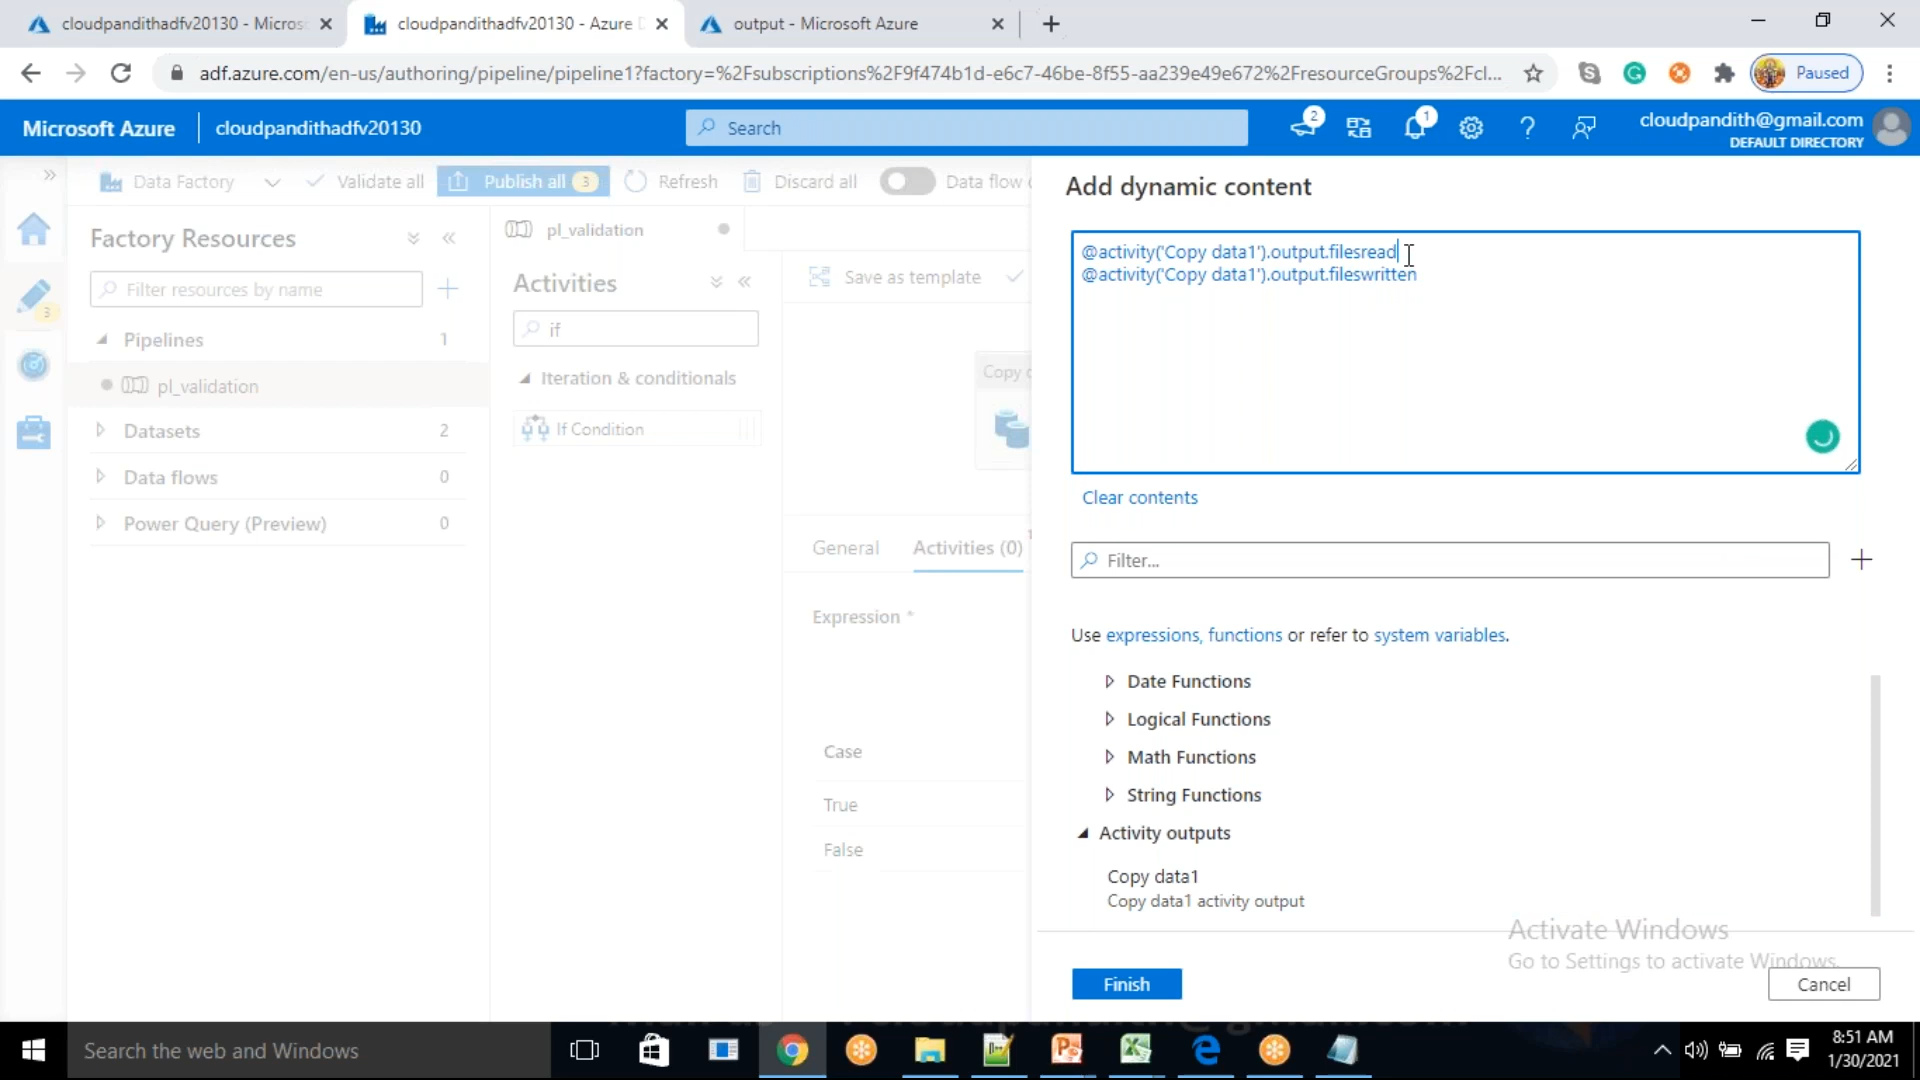 cloudpandithadfv20130 - Micros
cloudpandithadfv20130 - Azure D
output - Microsoft Azure
adf.azure.com/en-us/authoring/pipeline/pipeline1?factory=%2Fsubscriptions%2F9f474b1d-e6c7-46be-8f55-aa239e49e672%2FresourceGroups%2Fcl...
Paused
Microsoft Azure
cloudpandithadfv20130
Search
2
1
cloudpandith@gmail.com
DEFAULT DIRECTORY
Data Factory
Validate all
Publish all 3
Refresh
Discard all
Data flow
Factory Resources
Filter resources by name
3
Pipelines 1
pl_validation
Datasets 2
Data flows 0
Power Query (Preview) 0
pl_validation
Activities
if
Iteration & conditionals
If Condition
Save as template
Copy d
General
Activities (0)
Expression *
Case
True
False
Add dynamic content
@activity('Copy data1').output.filesread
@activity('Copy data1').output.fileswritten
Clear contents
Filter...
Use expressions, functions or refer to system variables.
Date Functions
Logical Functions
Math Functions
String Functions
Activity outputs
Copy data1
Copy data1 activity output
Activate Windows
Go to Settings to activate Windows.
Finish
Cancel
Search the web and Windows
8:51 AM
1/30/2021